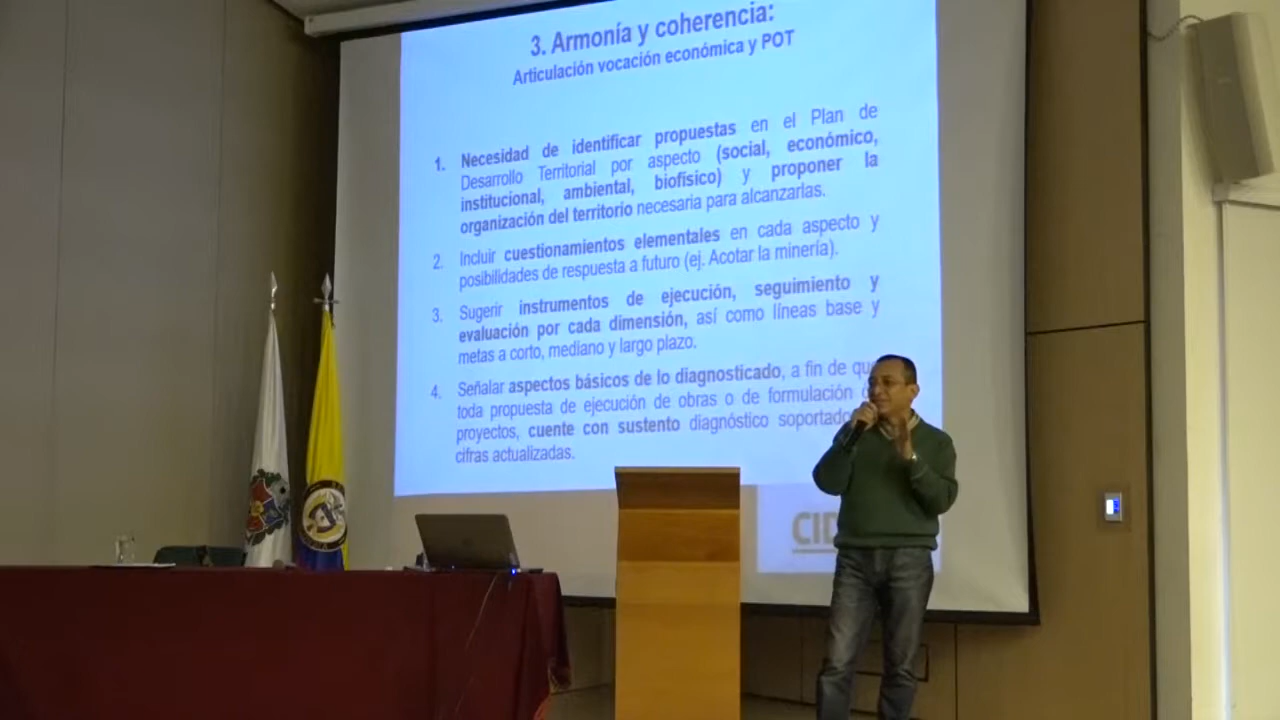 3. Armonía y coherencia:
Articulación vocación económica y POT
1. Necesidad de identificar propuestas en el Plan de
Desarrollo Territorial por aspecto (social, económico,
institucional, ambiental, biofísico) y proponer la
organización del territorio necesaria para alcanzarlas.
2. Incluir cuestionamientos elementales en cada aspecto y
posibilidades de respuesta a futuro (ej. Acotar la minería).
3. Sugerir instrumentos de ejecución, seguimiento y
evaluación por cada dimensión, así como líneas base y
metas a corto, mediano y largo plazo.
4. Señalar aspectos básicos de lo diagnosticado, a fin de qu
toda propuesta de ejecución de obras o de formulación
proyectos, cuente con sustento diagnóstico soportado
cifras actualizadas.
CID